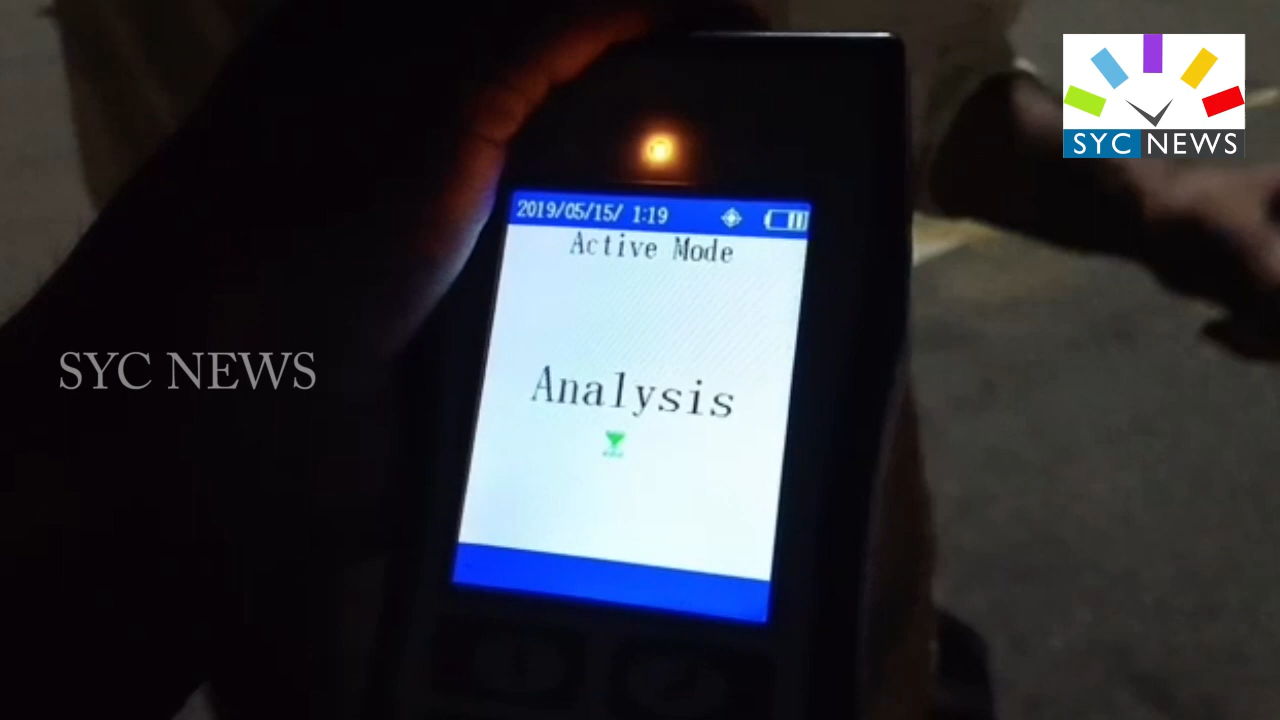 SYC NEWS
2019/05/15/ 1:19
Active Mode
Analysis
SYC NEWS